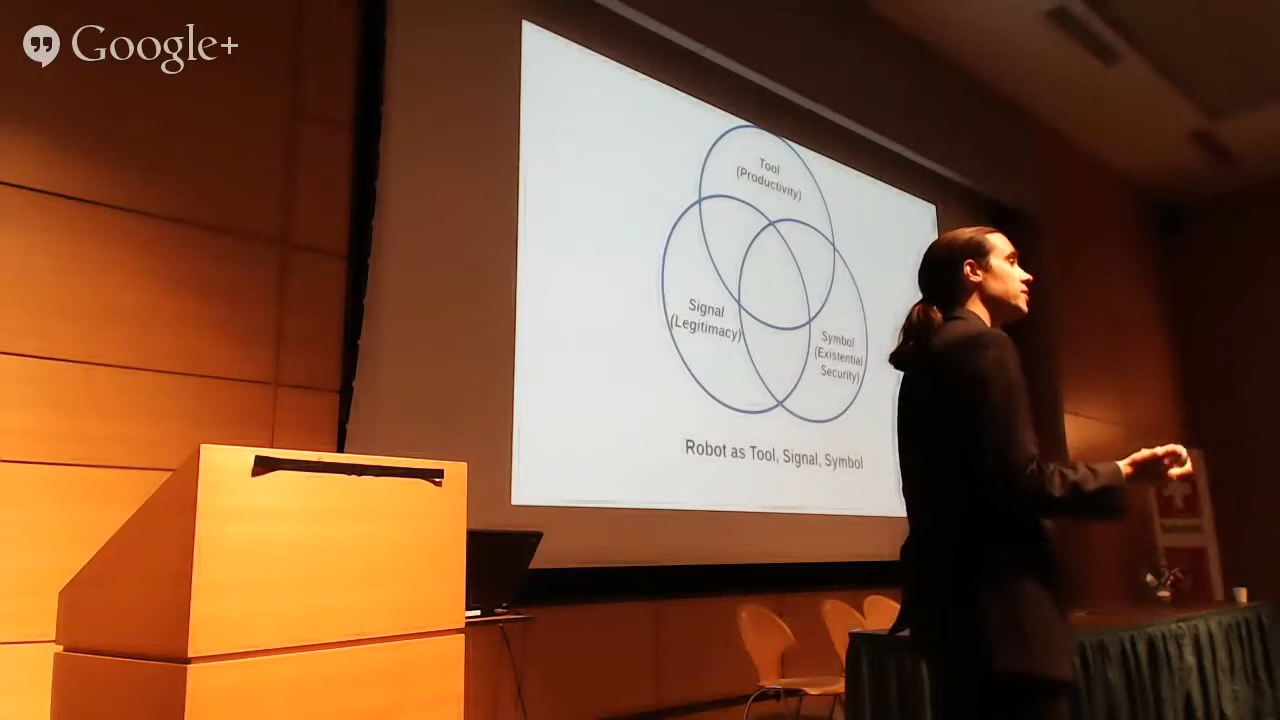 Google+
Tool
(Productivity)
Signal
(Legitimacy)
Symbol
(Existential
Security)
Robot as Tool, Signal, Symbol